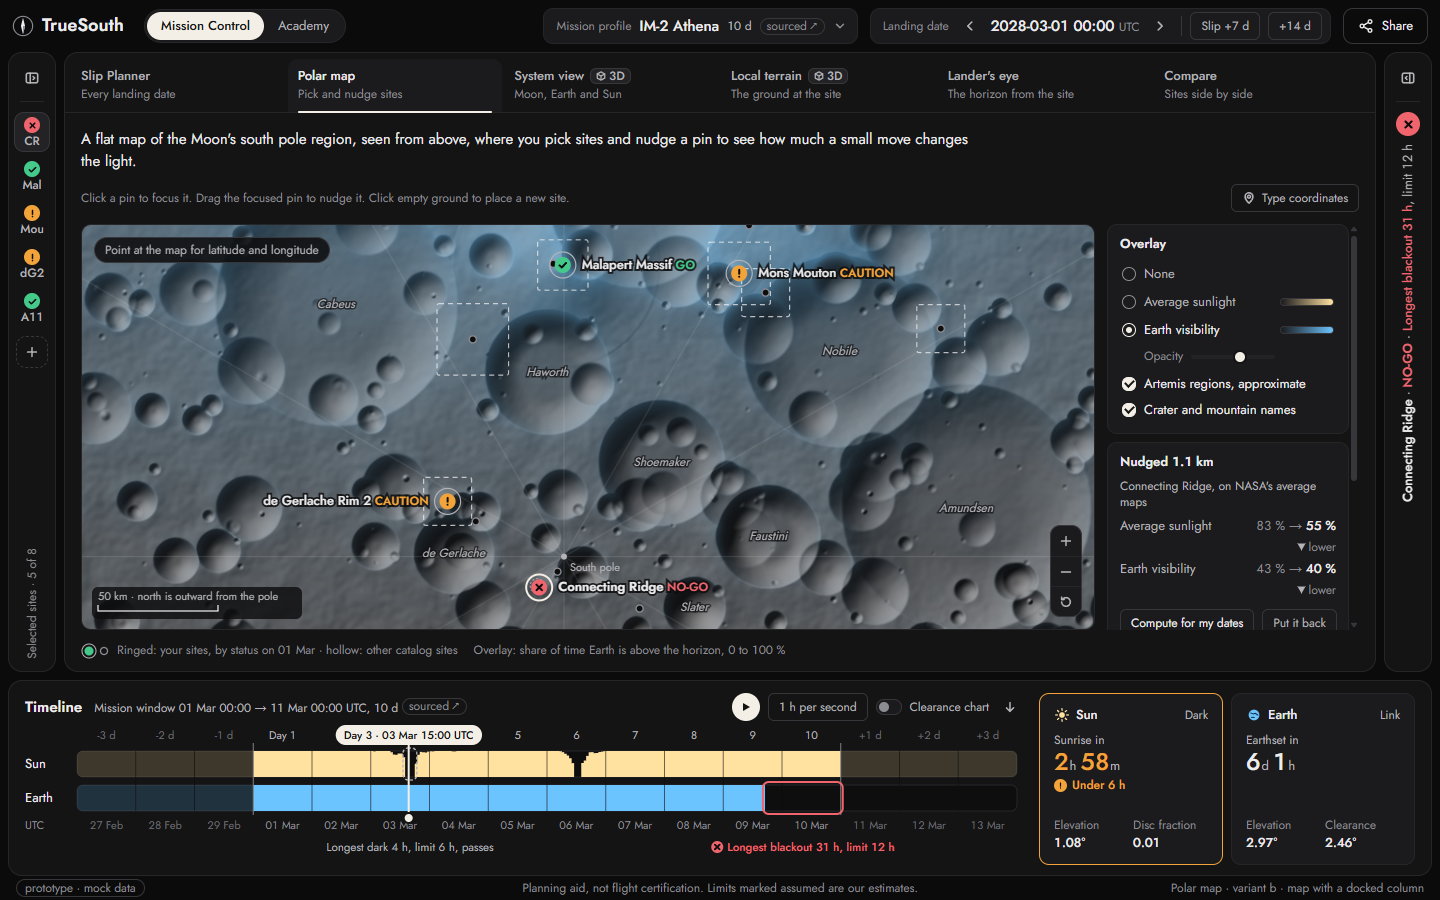 TrueSouth
Mission Control
Academy
Mission profile IM-2 Athena 10 d sourced ↗
Landing date 2028-03-01 00:00 UTC
Slip +7 d
+14 d
Share
CR
Mal
Mou
dG2
A11
Selected sites · 5 of 8
Slip Planner
Every landing date
Polar map
Pick and nudge sites
System view 3D
Moon, Earth and Sun
Local terrain 3D
The ground at the site
Lander's eye
The horizon from the site
Compare
Sites side by side
A flat map of the Moon's south pole region, seen from above, where you pick sites and nudge a pin to see how much a small move changes
the light.
Click a pin to focus it. Drag the focused pin to nudge it. Click empty ground to place a new site.
Type coordinates
Point at the map for latitude and longitude
Malapert Massif GO
Mons Mouton CAUTION
Cabeus
Haworth
Nobile
Shoemaker
de Gerlache Rim 2 CAUTION
Amundsen
Faustini
de Gerlache
South pole
Connecting Ridge NO-GO
Slater
50 km · north is outward from the pole
Overlay
None
Average sunlight
Earth visibility
Opacity
Artemis regions, approximate
Crater and mountain names
Nudged 1.1 km
Connecting Ridge, on NASA's average
maps
Average sunlight 83 % → 55 %
▼ lower
Earth visibility 43 % → 40 %
▼ lower
Compute for my dates
Put it back
Ringed: your sites, by status on 01 Mar · hollow: other catalog sites
Overlay: share of time Earth is above the horizon, 0 to 100 %
Connecting Ridge · NO-GO · Longest blackout 31 h, limit 12 h
Timeline
Mission window 01 Mar 00:00 → 11 Mar 00:00 UTC, 10 d sourced ↗
1 h per second
Clearance chart
-3 d -2 d -1 d Day 1 Day 3 · 03 Mar 15:00 UTC 5 6 7 8 9 10 +1 d +2 d +3 d
Sun
Earth
UTC 27 Feb 28 Feb 29 Feb 01 Mar 02 Mar 03 Mar 04 Mar 05 Mar 06 Mar 07 Mar 08 Mar 09 Mar 10 Mar 11 Mar 12 Mar 13 Mar
Longest dark 4 h, limit 6 h, passes
Longest blackout 31 h, limit 12 h
Sun Dark
Sunrise in
2h 58m
Under 6 h
Elevation
1.08°
Disc fraction
0.01
Earth Link
Earthset in
6d 1h
Elevation
2.97°
Clearance
2.46°
prototype · mock data
Planning aid, not flight certification. Limits marked assumed are our estimates.
Polar map · variant b · map with a docked column